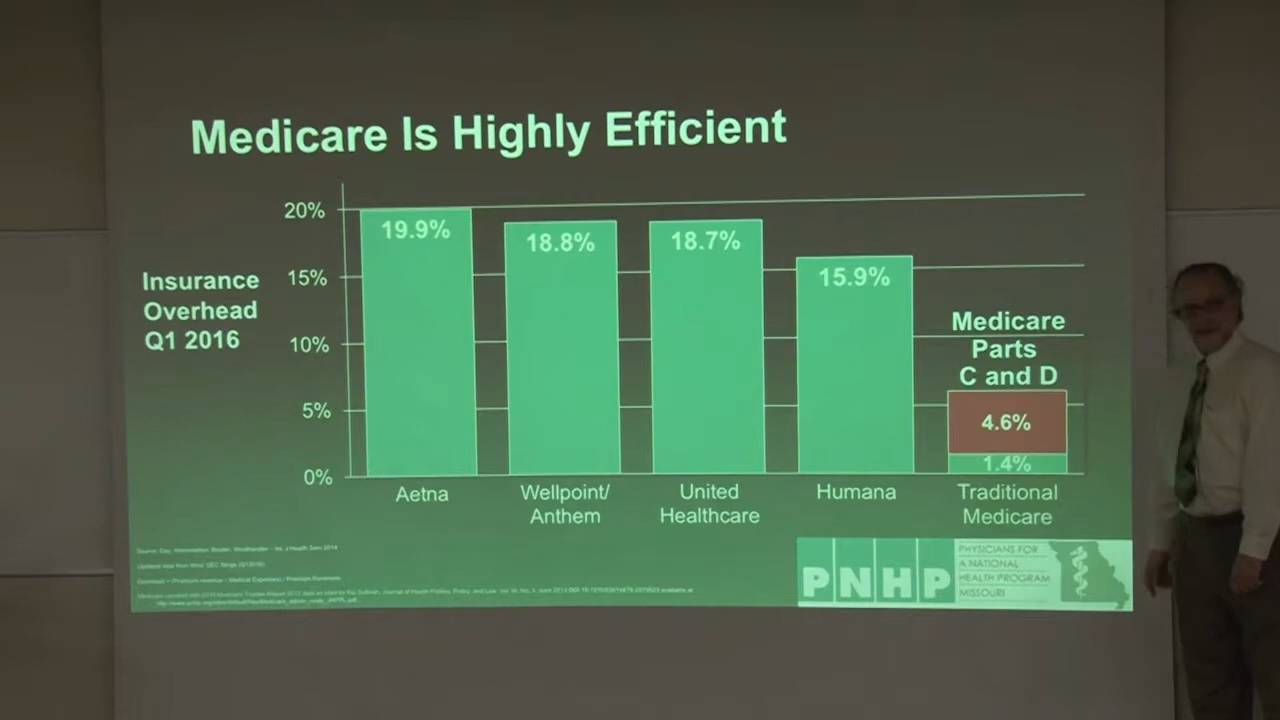 Medicare Is Highly Efficient
20%
15%
10%
5%
0%
Insurance
Overhead
Q1 2016
19.9%
18.8%
18.7%
15.9%
Medicare
Parts
C and D
4.6%
1.4%
Aetna
Wellpoint/
Anthem
United
Healthcare
Humana
Traditional
Medicare
PNHP
PHYSICIANS FOR
A NATIONAL
HEALTH PROGRAM
MISSOURI